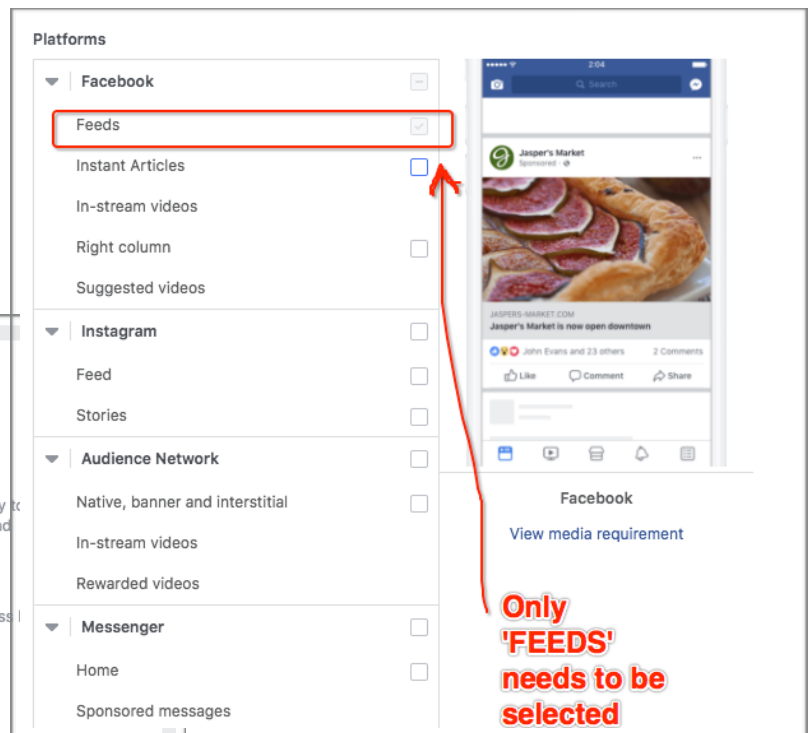 Platforms
Facebook
Feeds
Instant Articles
In-stream videos
Right column
Suggested videos
Instagram
Feed
Stories
Audience Network
Native, banner and interstitial
In-stream videos
Rewarded videos
Messenger
Home
Sponsored messages
2:04
Search
Jasper's Market
Sponsored ·
JASPERS-MARKET.COM
Jasper's Market is now open downtown
John Evans and 23 others 2 Comments
Like Comment Share
Facebook
View media requirement
Only
'FEEDS'
needs to be
selected